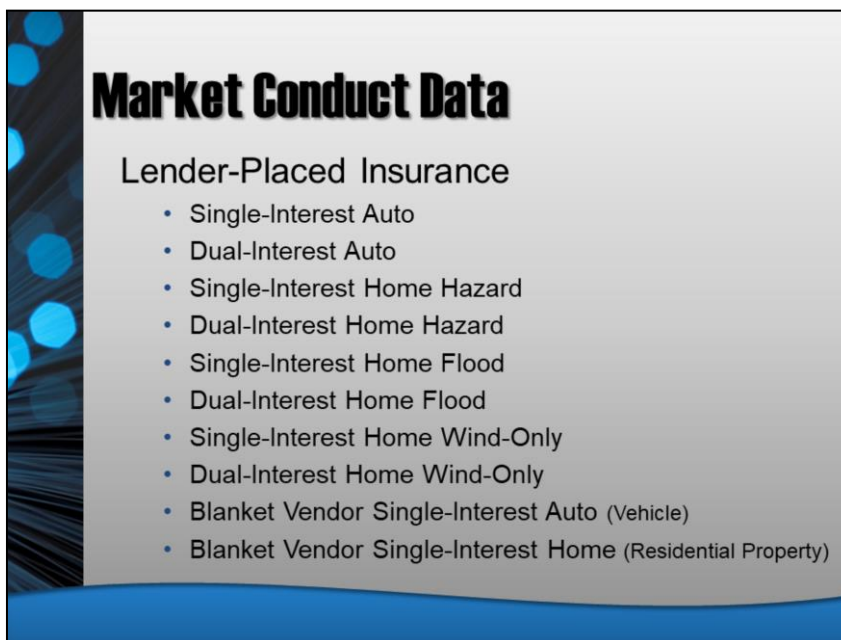 Market Conduct Data
Lender-Placed Insurance
• Single-Interest Auto
• Dual-Interest Auto
• Single-Interest Home Hazard
• Dual-Interest Home Hazard
• Single-Interest Home Flood
• Dual-Interest Home Flood
• Single-Interest Home Wind-Only
• Dual-Interest Home Wind-Only
• Blanket Vendor Single-Interest Auto (Vehicle)
• Blanket Vendor Single-Interest Home (Residential Property)